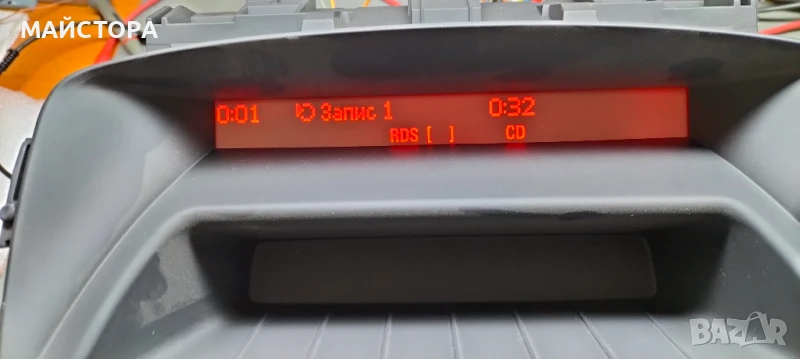 МАЙСТОРА
0:01 Запис 1 0:32
RDS [ ] CD
BAZAR